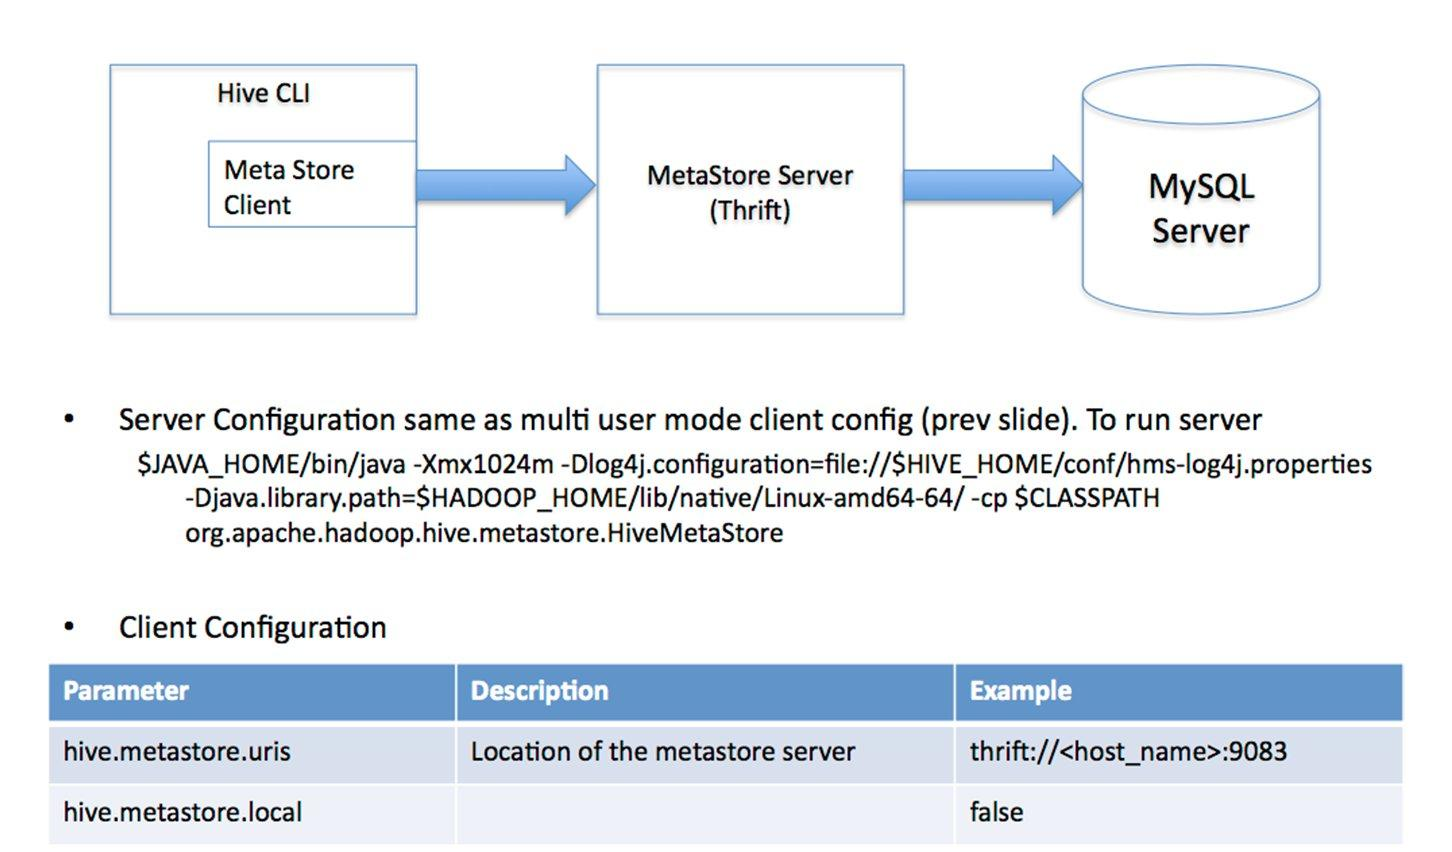 Hive CLI
Meta Store
Client
MetaStore Server
(Thrift)
MySQL
Server
• Server Configuration same as multi user mode client config (prev slide). To run server
$JAVA_HOME/bin/java -Xmx1024m -Dlog4j.configuration=file://$HIVE_HOME/conf/hms-log4j.properties
-Djava.library.path=$HADOOP_HOME/lib/native/Linux-amd64-64/ -cp $CLASSPATH
org.apache.hadoop.hive.metastore.HiveMetaStore
• Client Configuration
Parameter Description Example
hive.metastore.uris Location of the metastore server thrift://<host_name>:9083
hive.metastore.local false